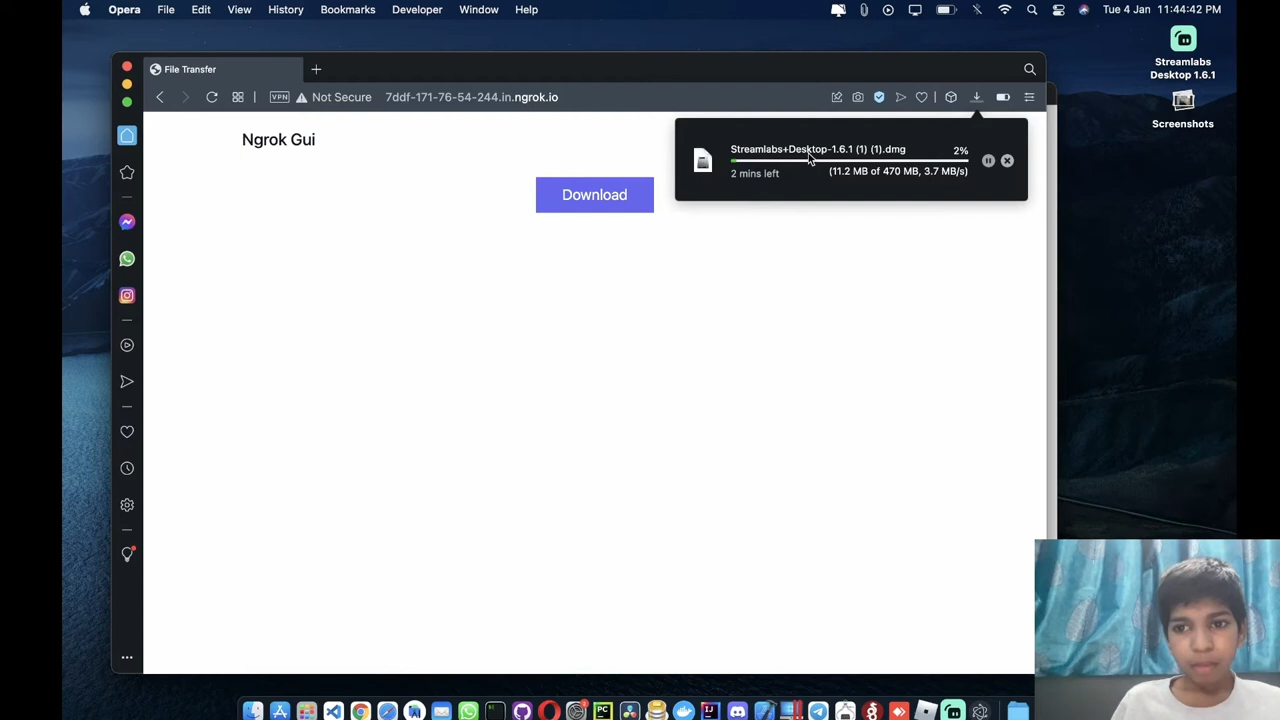 Opera File Edit View History Bookmarks Developer Window Help
Tue 4 Jan 11:44:42 PM
Streamlabs
Desktop 1.6.1
Screenshots
File Transfer
VPN Not Secure 7ddf-171-76-54-244.in.ngrok.io
Ngrok Gui
Download
Streamlabs+Desktop-1.6.1 (1) (1).dmg 2%
2 mins left (11.2 MB of 470 MB, 3.7 MB/s)